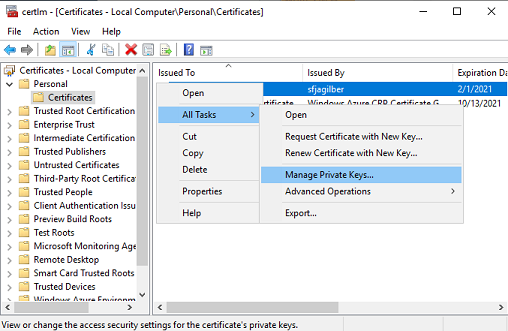 certlm - [Certificates - Local Computer\Personal\Certificates]
File Action View Help
Certificates - Local Computer
Personal
Certificates
Trusted Root Certification
Enterprise Trust
Intermediate Certification
Trusted Publishers
Untrusted Certificates
Third-Party Root Certificat
Trusted People
Client Authentication Issu
Preview Build Roots
Test Roots
Microsoft Monitoring Age
Remote Desktop
Smart Card Trusted Roots
Trusted Devices
Windows Azure Environm
Issued To Issued By Expiration Da
sfjagilber 2/1/2021
ertificate Windows Azure CRP Certificate G 10/13/2021
Open
All Tasks
Cut
Copy
Delete
Properties
Help
Open
Request Certificate with New Key...
Renew Certificate with New Key...
Manage Private Keys...
Advanced Operations
Export...
View or change the access security settings for the certificate's private keys.